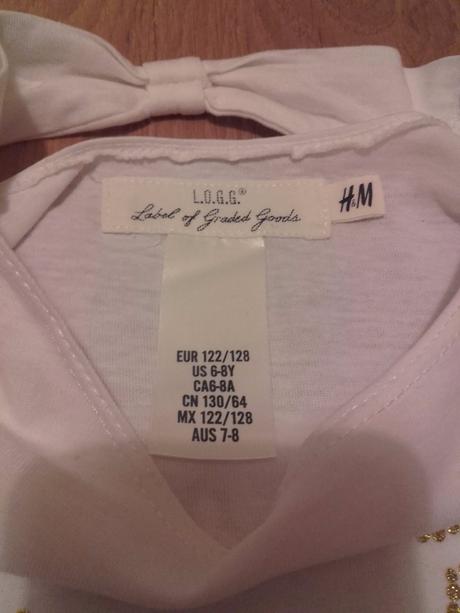 L.O.G.G.®
Label of Graded Goods
H&M
EUR 122/128
US 6-8Y
CA6-8A
CN 130/64
MX 122/128
AUS 7-8